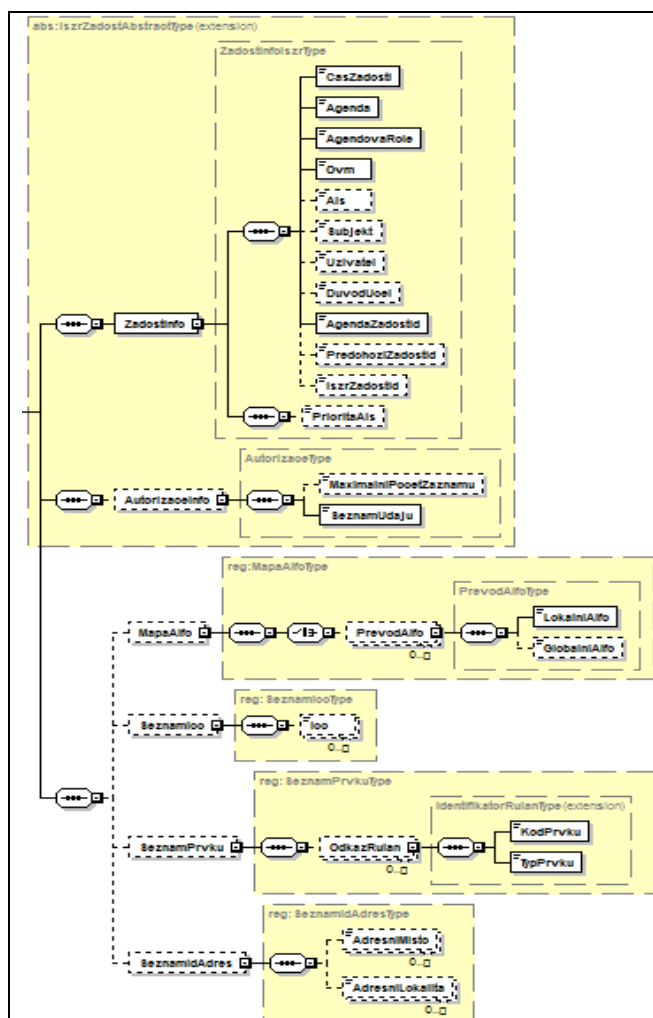 abs:IszrZadostAbstractType (extension)
ZadostInfoIszrType
CasZadosti
Agenda
AgendovaRole
Ovm
Ais
Subjekt
Uzivatel
DuvodUcel
ZadostInfo
AgendaZadostId
PredchoziZadostId
IszrZadostId
PrioritaAis
AutorizaceType
MaximalniPocetZaznamu
AutorizaceInfo
SeznamUdaju
reg:MapaAifoType
PrevodAifoType
LokalniAifo
MapaAifo
PrevodAifo
GlobalniAifo
0..
reg:SeznamIcoType
SeznamIco
Ico
0..
reg:SeznamPrvkuType
IdentifikatorRuianType (extension)
KodPrvku
SeznamPrvku
OdkazRuian
TypPrvku
0..
reg:SeznamIdAdresType
AdresniMisto
0..
SeznamIdAdres
AdresniLokalita
0..